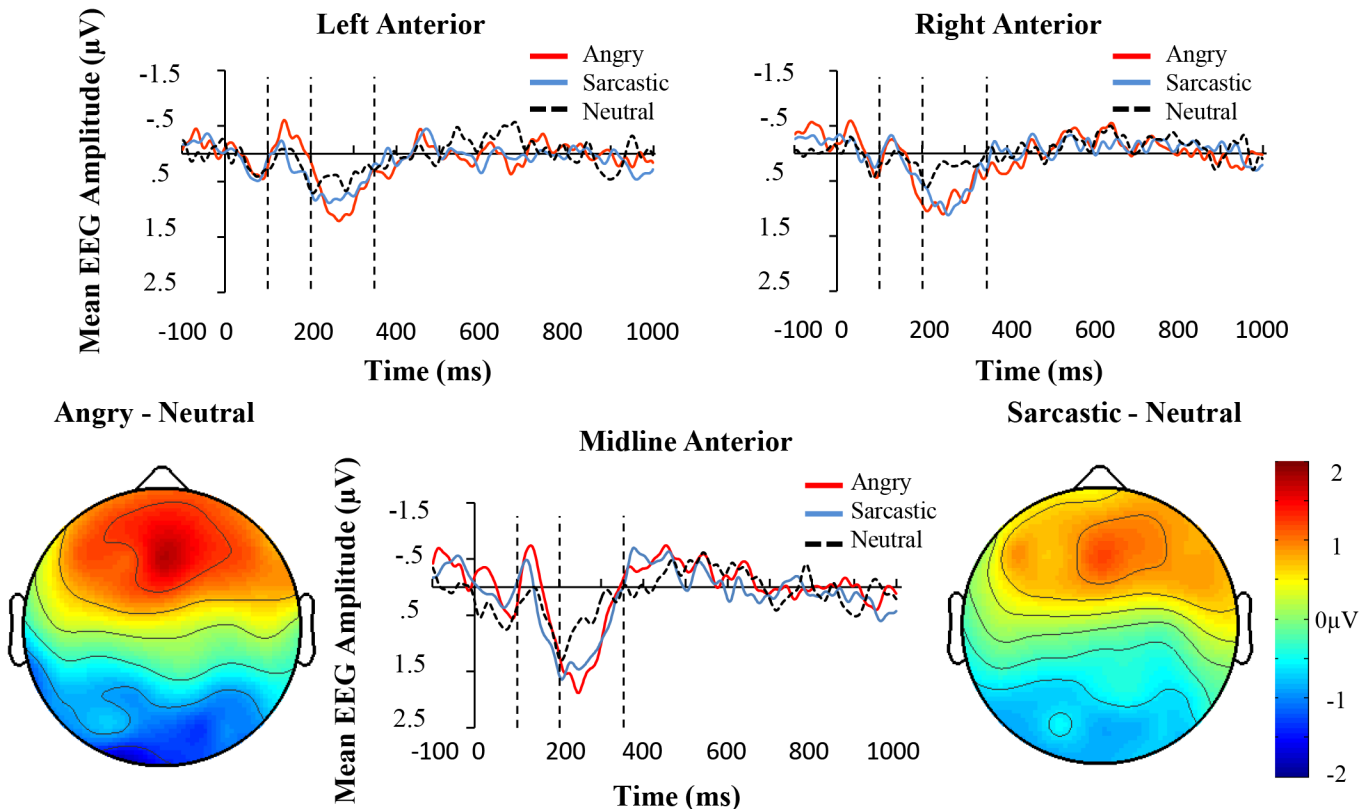 Left Anterior
Mean EEG Amplitude (µV)
-1.5
-.5
.5
1.5
2.5
Angry
Sarcastic
Neutral
-100 0 200 400 600 800 1000
Time (ms)
Right Anterior
-1.5
-.5
.5
1.5
2.5
Angry
Sarcastic
Neutral
-100 0 200 400 600 800 1000
Time (ms)
Angry - Neutral
Midline Anterior
Mean EEG Amplitude (µV)
-1.5
-.5
.5
1.5
2.5
Angry
Sarcastic
Neutral
-100 0 200 400 600 800 1000
Time (ms)
Sarcastic - Neutral
2
1
0µV
-1
-2